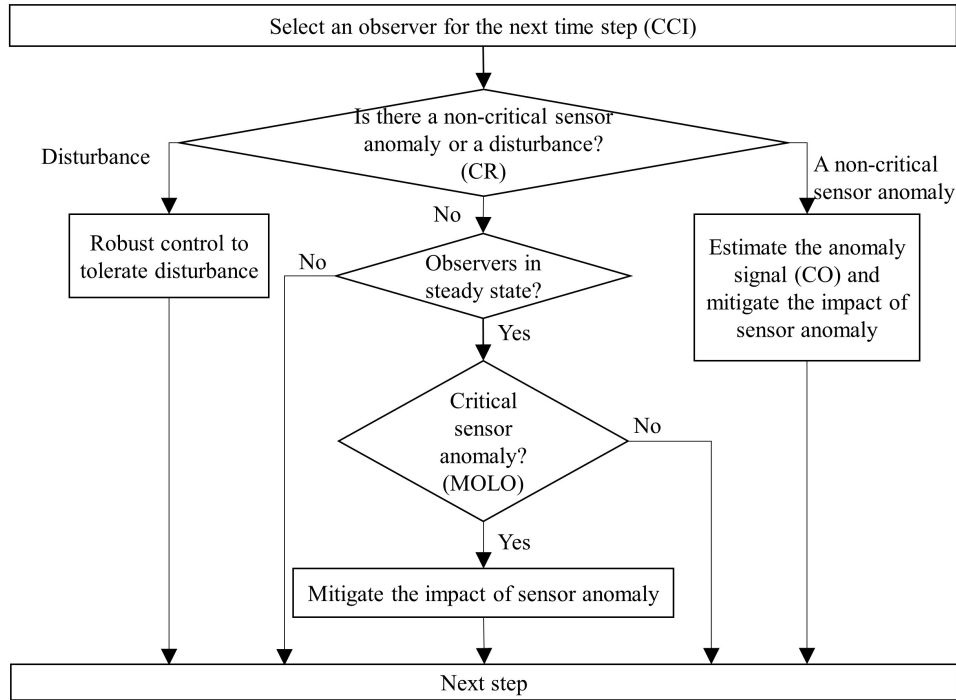 Select an observer for the next time step (CCI)
Is there a non-critical sensor
anomaly or a disturbance?
(CR)
Disturbance
A non-critical
sensor anomaly
No
Robust control to
tolerate disturbance
No
Observers in
steady state?
Estimate the anomaly
signal (CO) and
mitigate the impact of
sensor anomaly
Yes
Critical
sensor
anomaly?
(MOLO)
No
Yes
Mitigate the impact of sensor anomaly
Next step